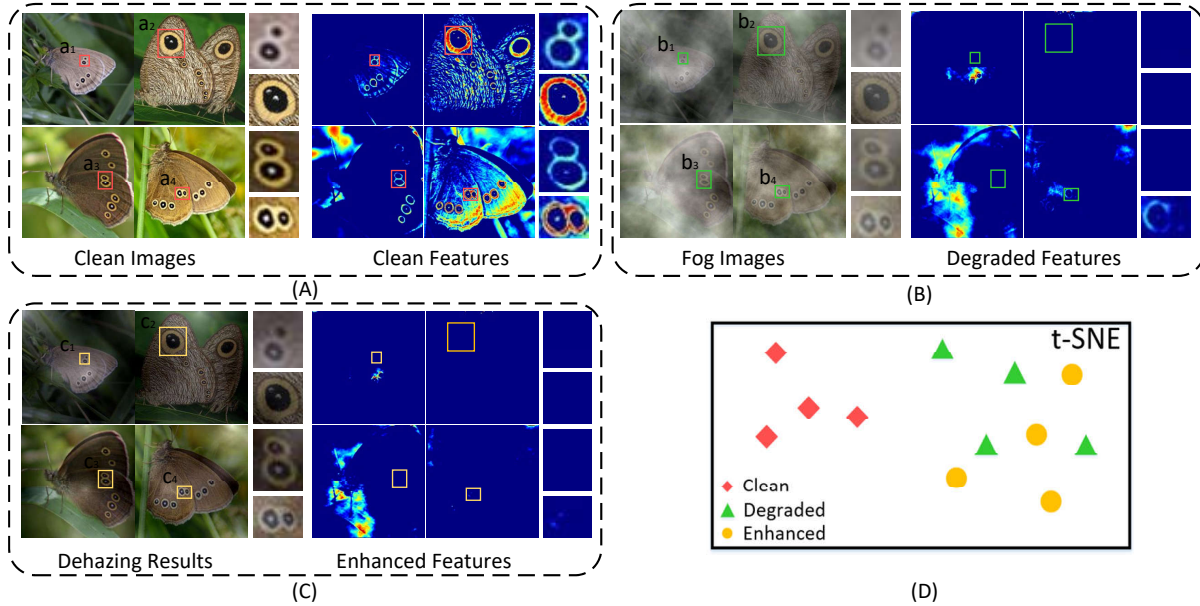 a₁
a₂
a₃
a₄
Clean Images
Clean Features
(A)
b₁
b₂
b₃
b₄
Fog Images
Degraded Features
(B)
c₁
c₂
c₃
c₄
Dehazing Results
Enhanced Features
(C)
t-SNE
Clean
Degraded
Enhanced
(D)